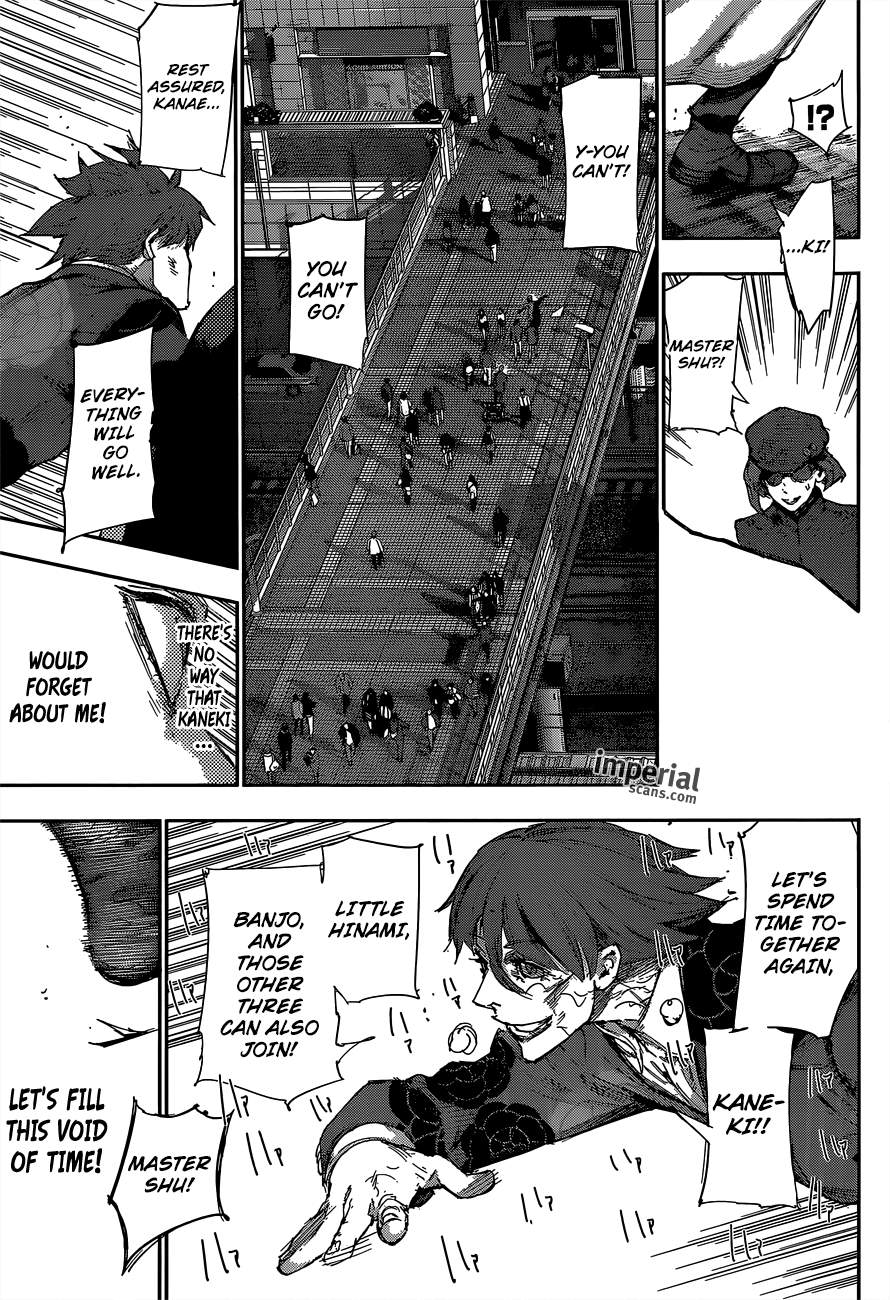 !?
...KI!
MASTER
SHU?!
Y-YOU
CAN'T!
YOU
CAN'T
GO!
REST
ASSURED,
KANAE...
EVERY-
THING
WILL
GO
WELL.
THERE'S
NO
WAY
THAT
KANEKI
...
WOULD
FORGET
ABOUT ME!
imperial
scans.com
LET'S
SPEND
TIME TO-
GETHER
AGAIN,
KANE-
KI!!
LITTLE
HINAMI,
BANJO,
AND
THOSE
OTHER
THREE
CAN ALSO
JOIN!
MASTER
SHU!
LET'S FILL
THIS VOID
OF TIME!